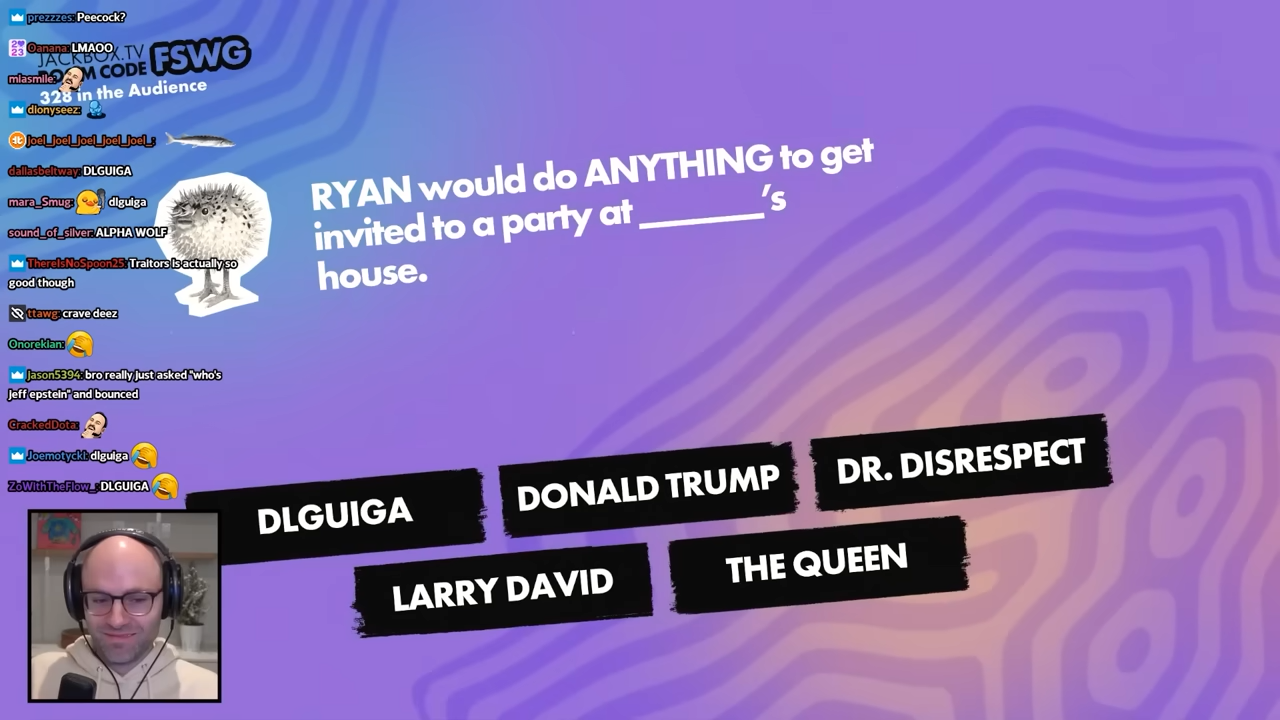 prezzzes: Peecock?
Oanana: LMAOO
JACKBOX.TV
ROOM CODE FSWG
miasmile:
328 in the Audience
dionyseez:
Joel_Joel_Joel_Joel_Joel_:
dallasbeltway: DLGUIGA
mara_Smug: dlguiga
sound_of_silver: ALPHA WOLF
ThereIsNoSpoon25: Traitors is actually so
good though
ttawg: crave deez
Onorekian:
Jason5394: bro really just asked "who's
jeff epstein" and bounced
CrackedDota:
Joemotycki: dlguiga
ZoWithTheFlow_: DLGUIGA
RYAN would do ANYTHING to get
invited to a party at ______'s
house.
DLGUIGA
DONALD TRUMP
DR. DISRESPECT
LARRY DAVID
THE QUEEN